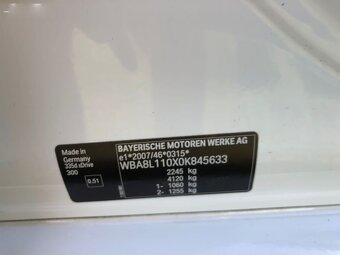 BAYERISCHE MOTOREN WERKE AG
e1*2007/46*0315*
WBA8L110X0K845633
2245 kg
4120 kg
1- 1060 kg
2- 1255 kg
Made in
Germany
335d xDrive
300
0.51